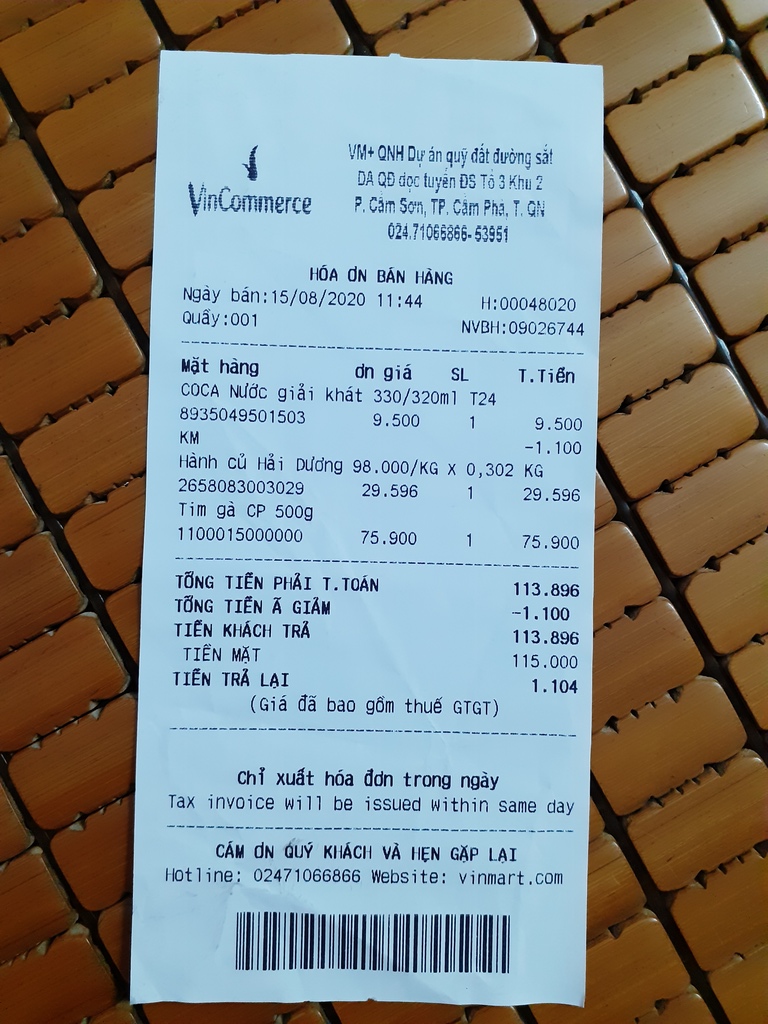 VinCommerce
VM+ QNH Dự án quỹ đất đường sắt
DA QĐ dọc tuyến ĐS Tổ 3 Khu 2
P. Cẩm Sơn, TP. Cẩm Phả, T. QN
024.71066866-53951
HÓA ƠN BÁN HÀNG
Ngày bán:15/08/2020 11:44 H:00048020
Quầy:001 NVBH:09026744
Mặt hàng ơn giá SL T.Tiền
COCA Nước giải khát 330/320ml T24
8935049501503 9.500 1 9.500
KM -1.100
Hành củ Hải Dương 98.000/KG X 0,302 KG
2658083003029 29.596 1 29.596
Tim gà CP 500g
1100015000000 75.900 1 75.900
TỔNG TIỀN PHẢI T.TOÁN 113.896
TỔNG TIỀN Ã GIẢM -1.100
TIỀN KHÁCH TRẢ 113.896
TIỀN MẶT 115.000
TIỀN TRẢ LẠI 1.104
(Giá đã bao gồm thuế GTGT)
Chỉ xuất hóa đơn trong ngày
Tax invoice will be issued within same day
CÁM ƠN QUÝ KHÁCH VÀ HẸN GẶP LẠI
Hotline: 02471066866 Website: vinmart.com